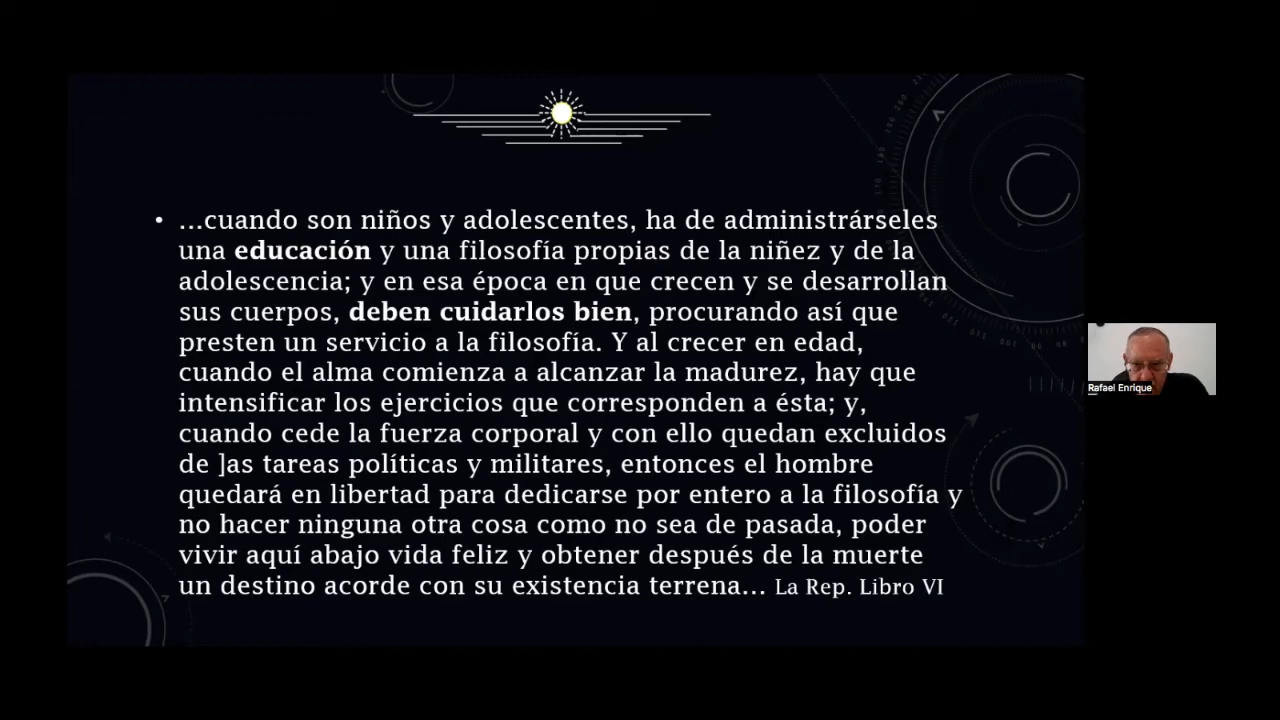 • ...cuando son niños y adolescentes, ha de administrárseles
una educación y una filosofía propias de la niñez y de la
adolescencia; y en esa época en que crecen y se desarrollan
sus cuerpos, deben cuidarlos bien, procurando así que
presten un servicio a la filosofía. Y al crecer en edad,
cuando el alma comienza a alcanzar la madurez, hay que
intensificar los ejercicios que corresponden a ésta; y,
cuando cede la fuerza corporal y con ello quedan excluidos
de ]as tareas políticas y militares, entonces el hombre
quedará en libertad para dedicarse por entero a la filosofía y
no hacer ninguna otra cosa como no sea de pasada, poder
vivir aquí abajo vida feliz y obtener después de la muerte
un destino acorde con su existencia terrena... La Rep. Libro VI
Rafael Enrique